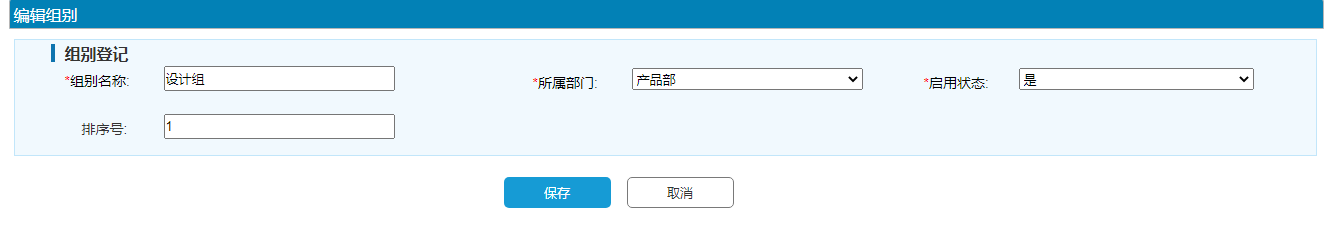 编辑组别
组别登记
*组别名称: 设计组 *所属部门: 产品部 *启用状态: 是
排序号: 1
保存 取消